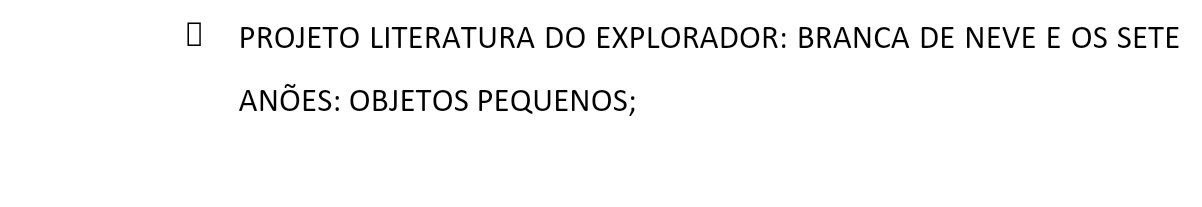 PROJETO LITERATURA DO EXPLORADOR: BRANCA DE NEVE E OS SETE
ANÕES: OBJETOS PEQUENOS;